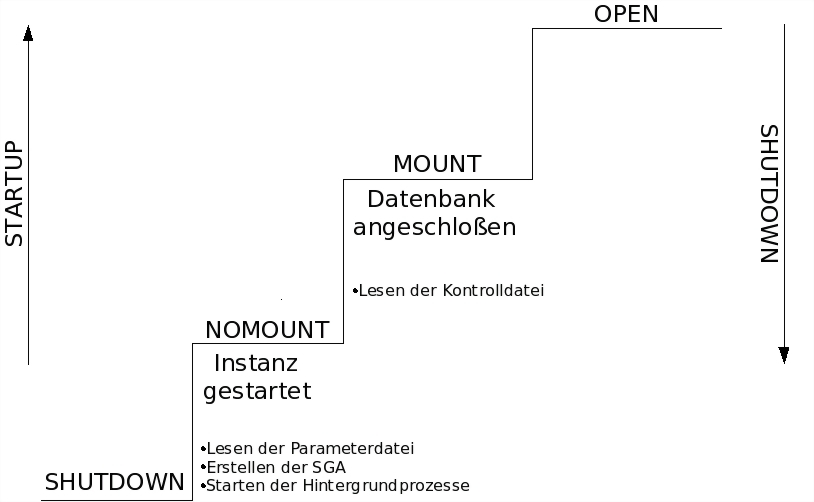 OPEN
STARTUP
SHUTDOWN
MOUNT
Datenbank
angeschloßen
•Lesen der Kontrolldatei
NOMOUNT
Instanz
gestartet
•Lesen der Parameterdatei
•Erstellen der SGA
•Starten der Hintergrundprozesse
SHUTDOWN